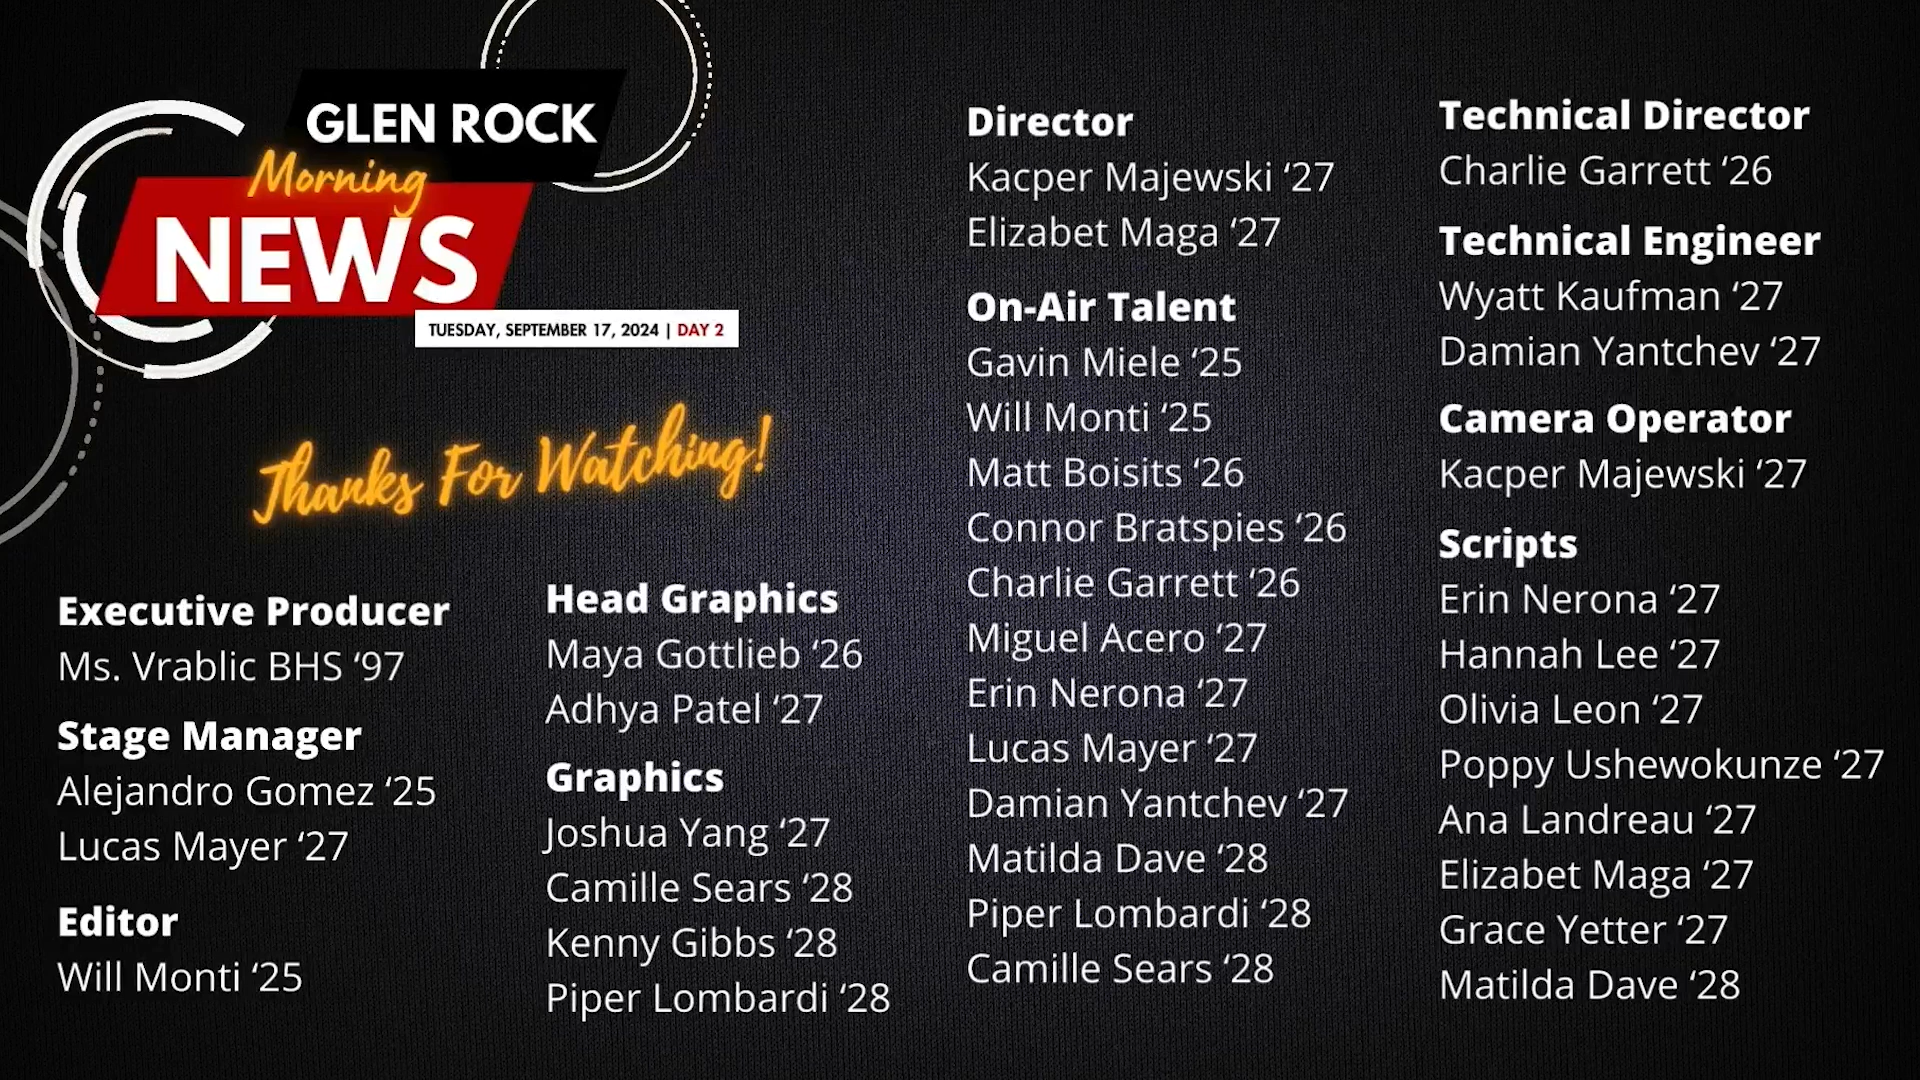 GLEN ROCK
Morning
NEWS
TUESDAY, SEPTEMBER 17, 2024 | DAY 2
Thanks For Watching!
Executive Producer
Ms. Vrablic BHS ‘97
Stage Manager
Alejandro Gomez ‘25
Lucas Mayer ‘27
Editor
Will Monti ‘25
Head Graphics
Maya Gottlieb ‘26
Adhya Patel ‘27
Graphics
Joshua Yang ‘27
Camille Sears ‘28
Kenny Gibbs ‘28
Piper Lombardi ‘28
Director
Kacper Majewski ‘27
Elizabet Maga ‘27
On-Air Talent
Gavin Miele ‘25
Will Monti ‘25
Matt Boisits ‘26
Connor Bratspies ‘26
Charlie Garrett ‘26
Miguel Acero ‘27
Erin Nerona ‘27
Lucas Mayer ‘27
Damian Yantchev ‘27
Matilda Dave ‘28
Piper Lombardi ‘28
Camille Sears ‘28
Technical Director
Charlie Garrett ‘26
Technical Engineer
Wyatt Kaufman ‘27
Damian Yantchev ‘27
Camera Operator
Kacper Majewski ‘27
Scripts
Erin Nerona ‘27
Hannah Lee ‘27
Olivia Leon ‘27
Poppy Ushewokunze ‘27
Ana Landreau ‘27
Elizabet Maga ‘27
Grace Yetter ‘27
Matilda Dave ‘28